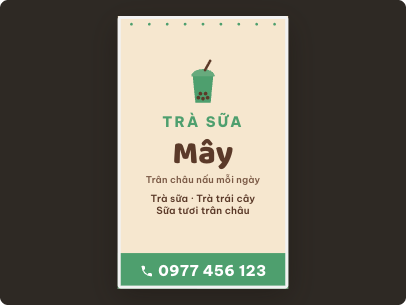 TRÀ SỮA
Mây
Trân châu nấu mỗi ngày
Trà sữa · Trà trái cây
Sữa tươi trân châu
0977 456 123